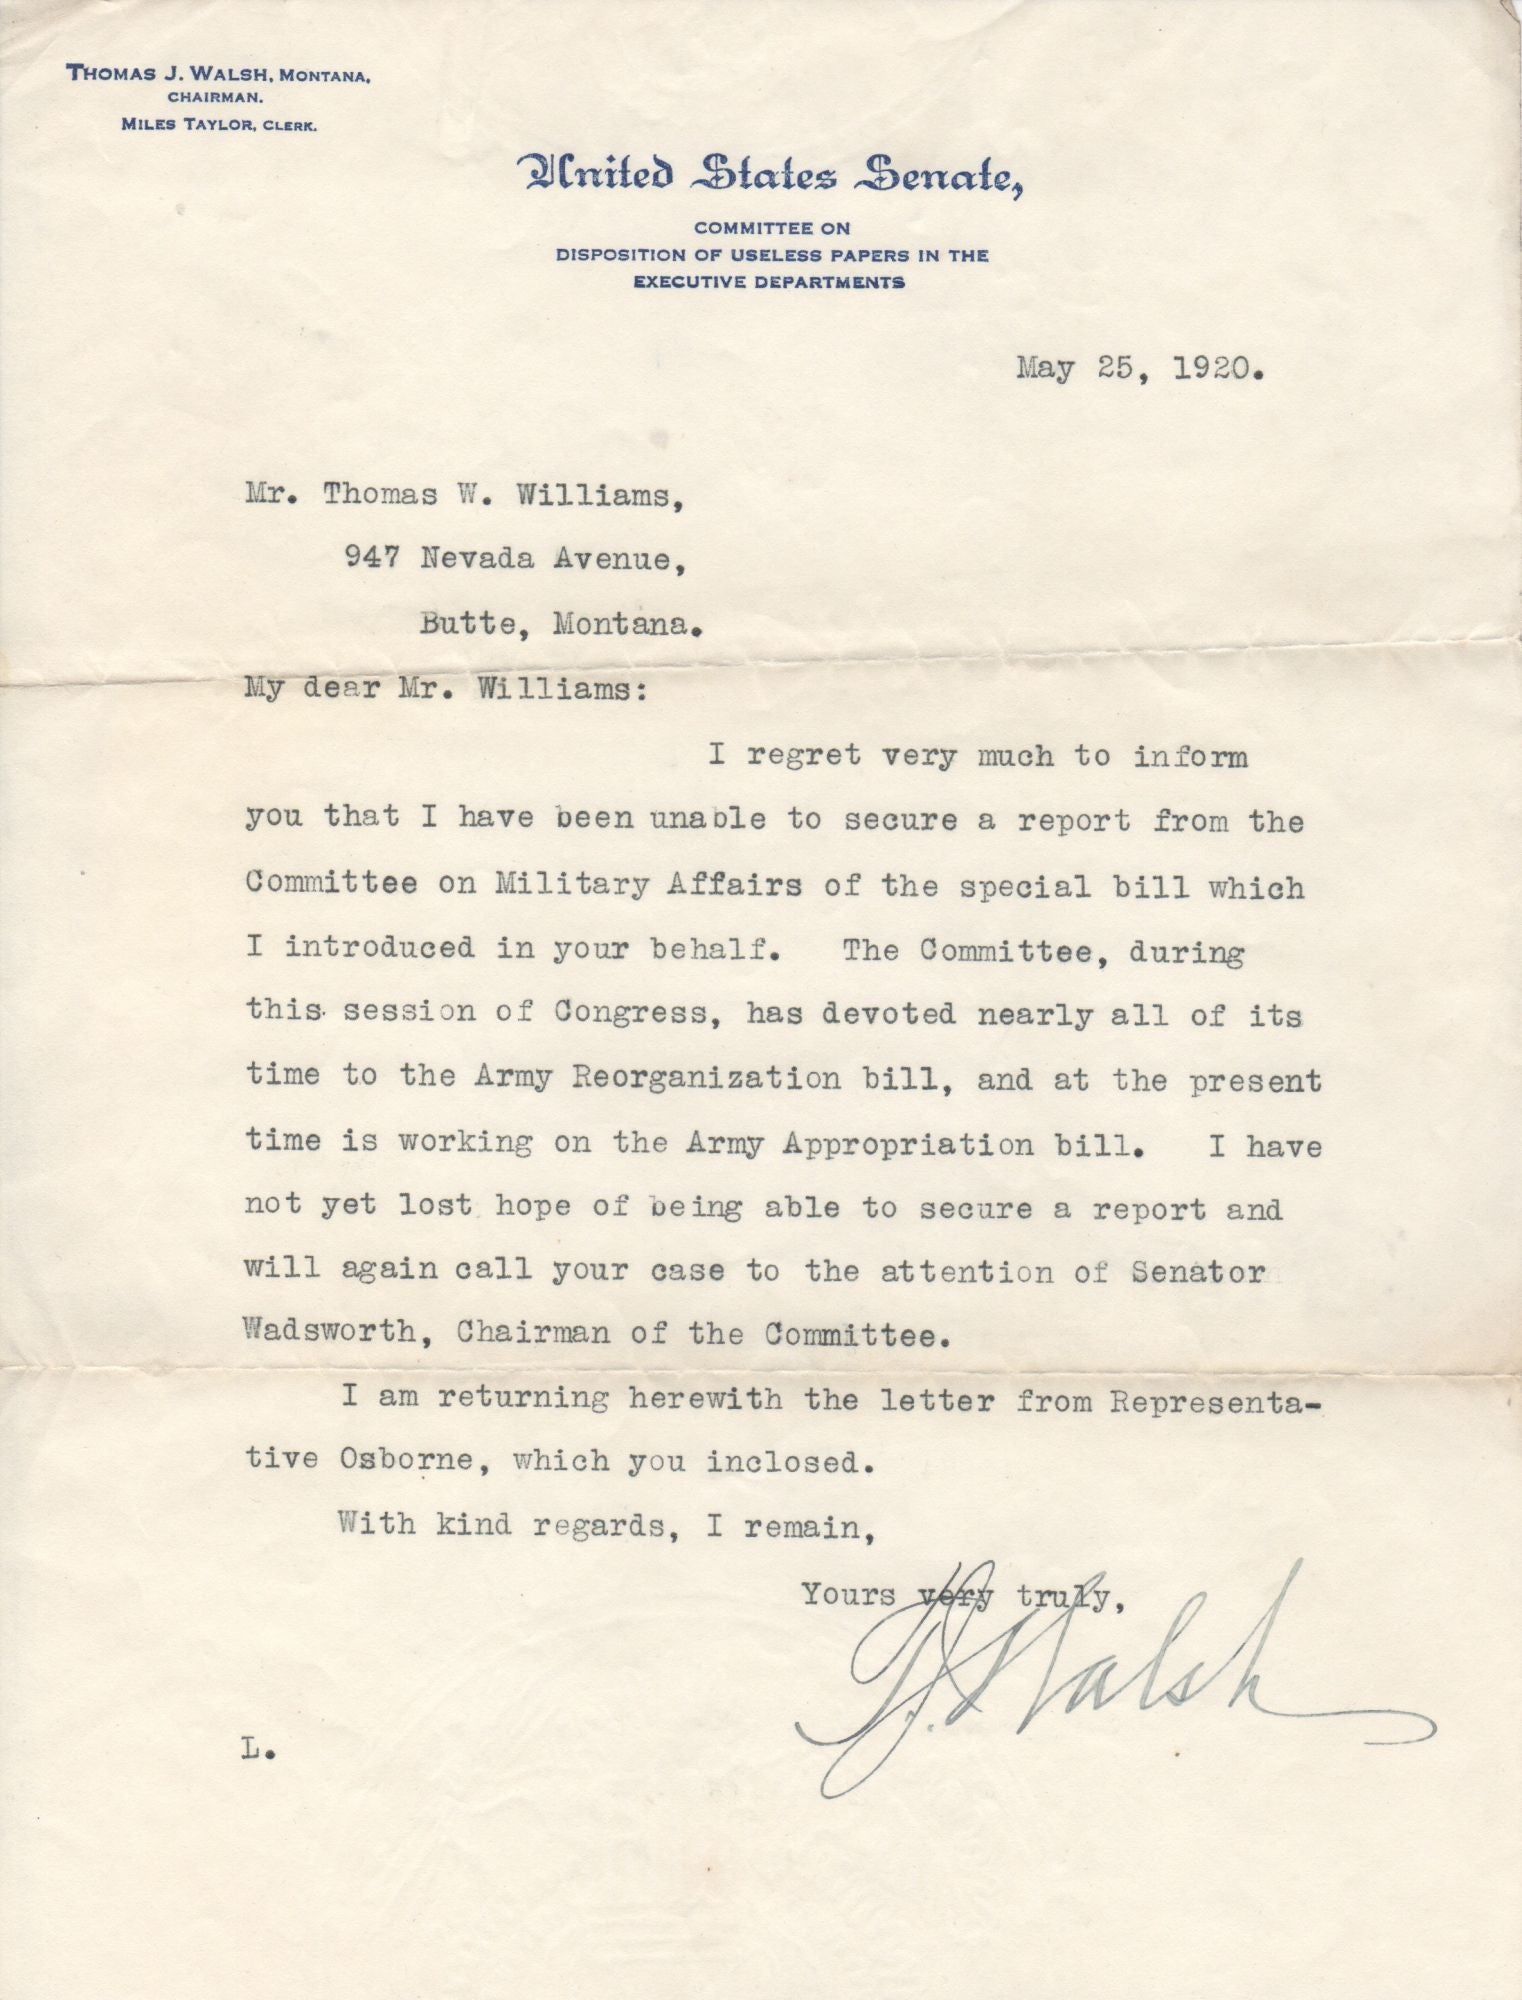 THOMAS J. WALSH, MONTANA,
CHAIRMAN.
MILES TAYLOR, CLERK.
United States Senate,
COMMITTEE ON
DISPOSITION OF USELESS PAPERS IN THE
EXECUTIVE DEPARTMENTS
May 25, 1920.
Mr. Thomas W. Williams,
947 Nevada Avenue,
Butte, Montana.
My dear Mr. Williams:
I regret very much to inform
you that I have been unable to secure a report from the
Committee on Military Affairs of the special bill which
I introduced in your behalf. The Committee, during
this session of Congress, has devoted nearly all of its
time to the Army Reorganization bill, and at the present
time is working on the Army Appropriation bill. I have
not yet lost hope of being able to secure a report and
will again call your case to the attention of Senator
Wadsworth, Chairman of the Committee.
I am returning herewith the letter from Representa-
tive Osborne, which you inclosed.
With kind regards, I remain,
Yours very truly,
T. J. Walsh
L.